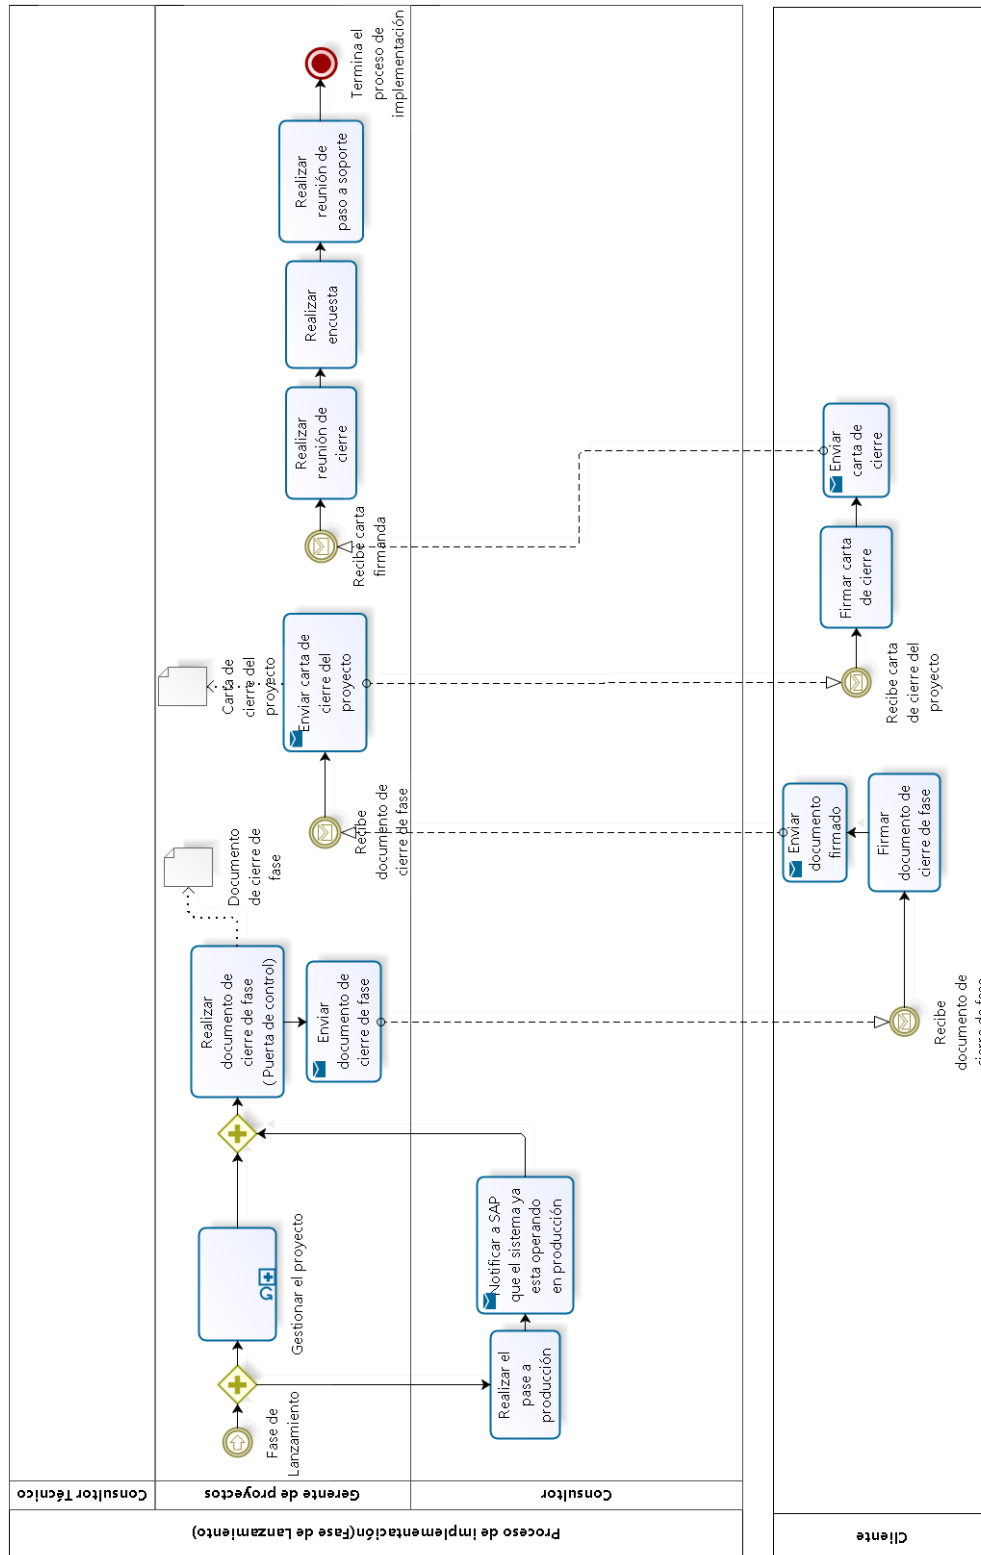 Proceso de implementación(Fase de Lanzamiento)
Consultor Técnico
Gerente de proyectos
Consultor
Fase de
Lanzamiento
Gestionar el proyecto
Realizar
documento de
cierre de fase
( Puerta de control)
Documento
de cierre de
fase
Enviar
documento de
cierre de fase
Recibe
documento de
cierre de fase
Enviar carta de
cierre del
proyecto
Carta de
cierre del
proyecto
Recibe carta
firmanda
Realizar
reunión de
cierre
Realizar
encuesta
Realizar
reunión de
paso a soporte
Termina el
proceso de
implementación
Realizar el
pase a
producción
Notificar a SAP
que el sistema ya
esta operando
en producción
Cliente
Recibe
documento de
cierre de fase
Firmar
documento de
cierre de fase
Enviar
documento
firmado
Recibe carta
de cierre del
proyecto
Firmar carta
de cierre
Enviar
carta de
cierre